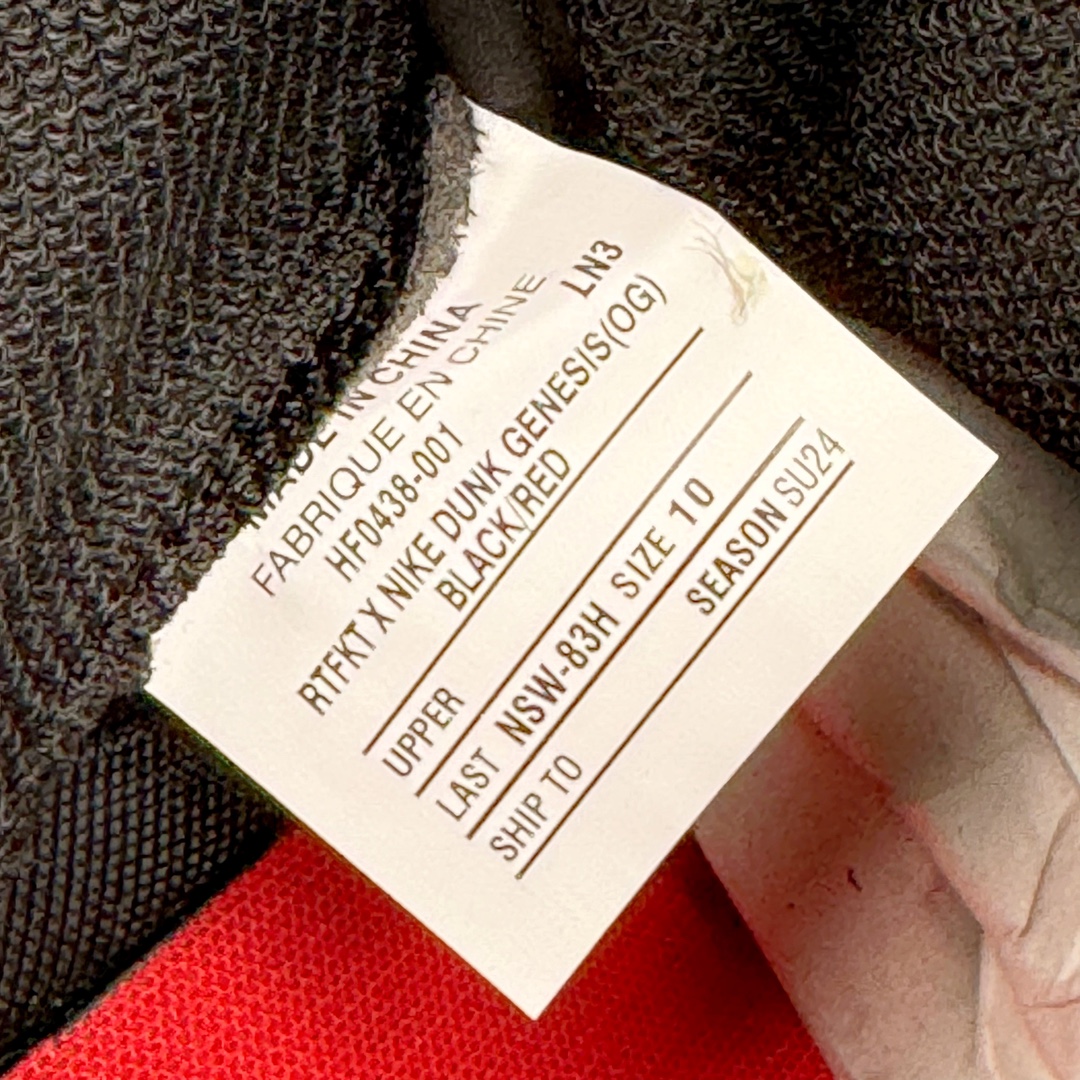 MADE IN CHINA
FABRIQUE EN CHINE
HF0438-001 LN3
RTFKT X NIKE DUNK GENESIS(OG)
BLACK/RED
UPPER
LAST NSW-83H SIZE 10
SHIP TO SEASON SU24